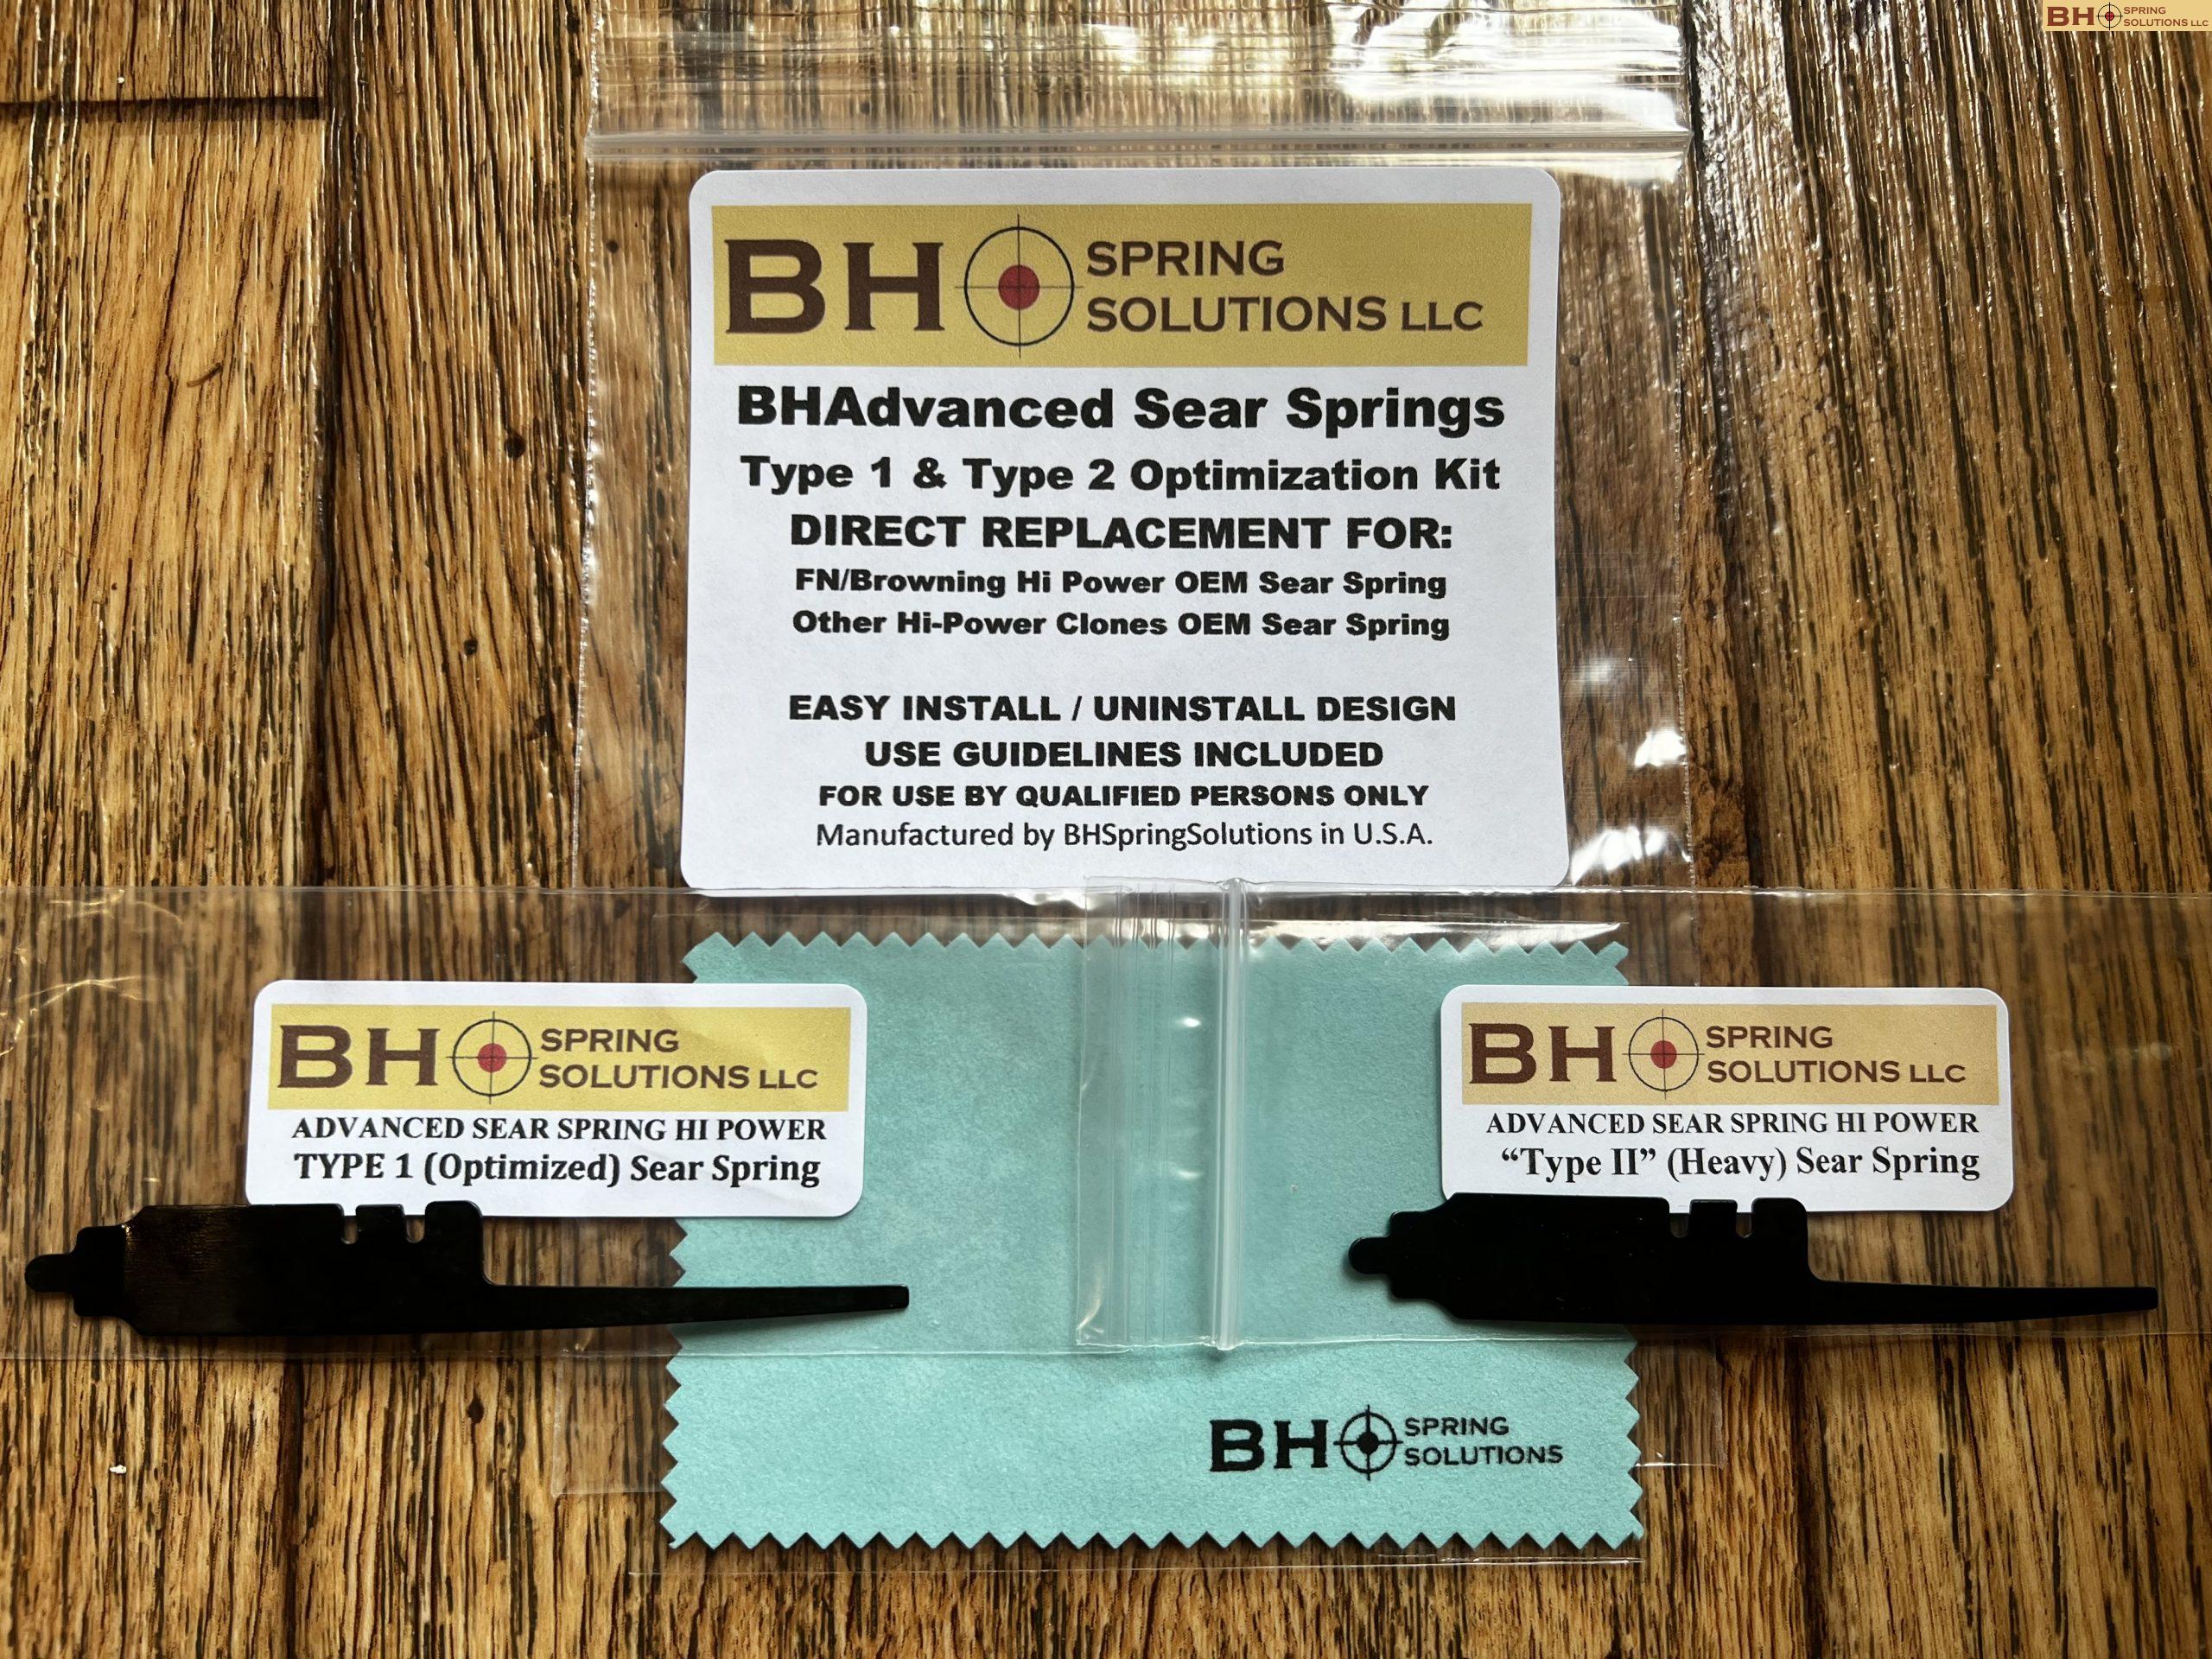 BH SPRING
SOLUTIONS LLC
BH SPRING
SOLUTIONS LLC
BHAdvanced Sear Springs
Type 1 & Type 2 Optimization Kit
DIRECT REPLACEMENT FOR:
FN/Browning Hi Power OEM Sear Spring
Other Hi-Power Clones OEM Sear Spring
EASY INSTALL / UNINSTALL DESIGN
USE GUIDELINES INCLUDED
FOR USE BY QUALIFIED PERSONS ONLY
Manufactured by BHSpringSolutions in U.S.A.
BH SPRING
SOLUTIONS LLC
ADVANCED SEAR SPRING HI POWER
TYPE 1 (Optimized) Sear Spring
BH SPRING
SOLUTIONS LLC
ADVANCED SEAR SPRING HI POWER
“Type II” (Heavy) Sear Spring
BH SPRING
SOLUTIONS